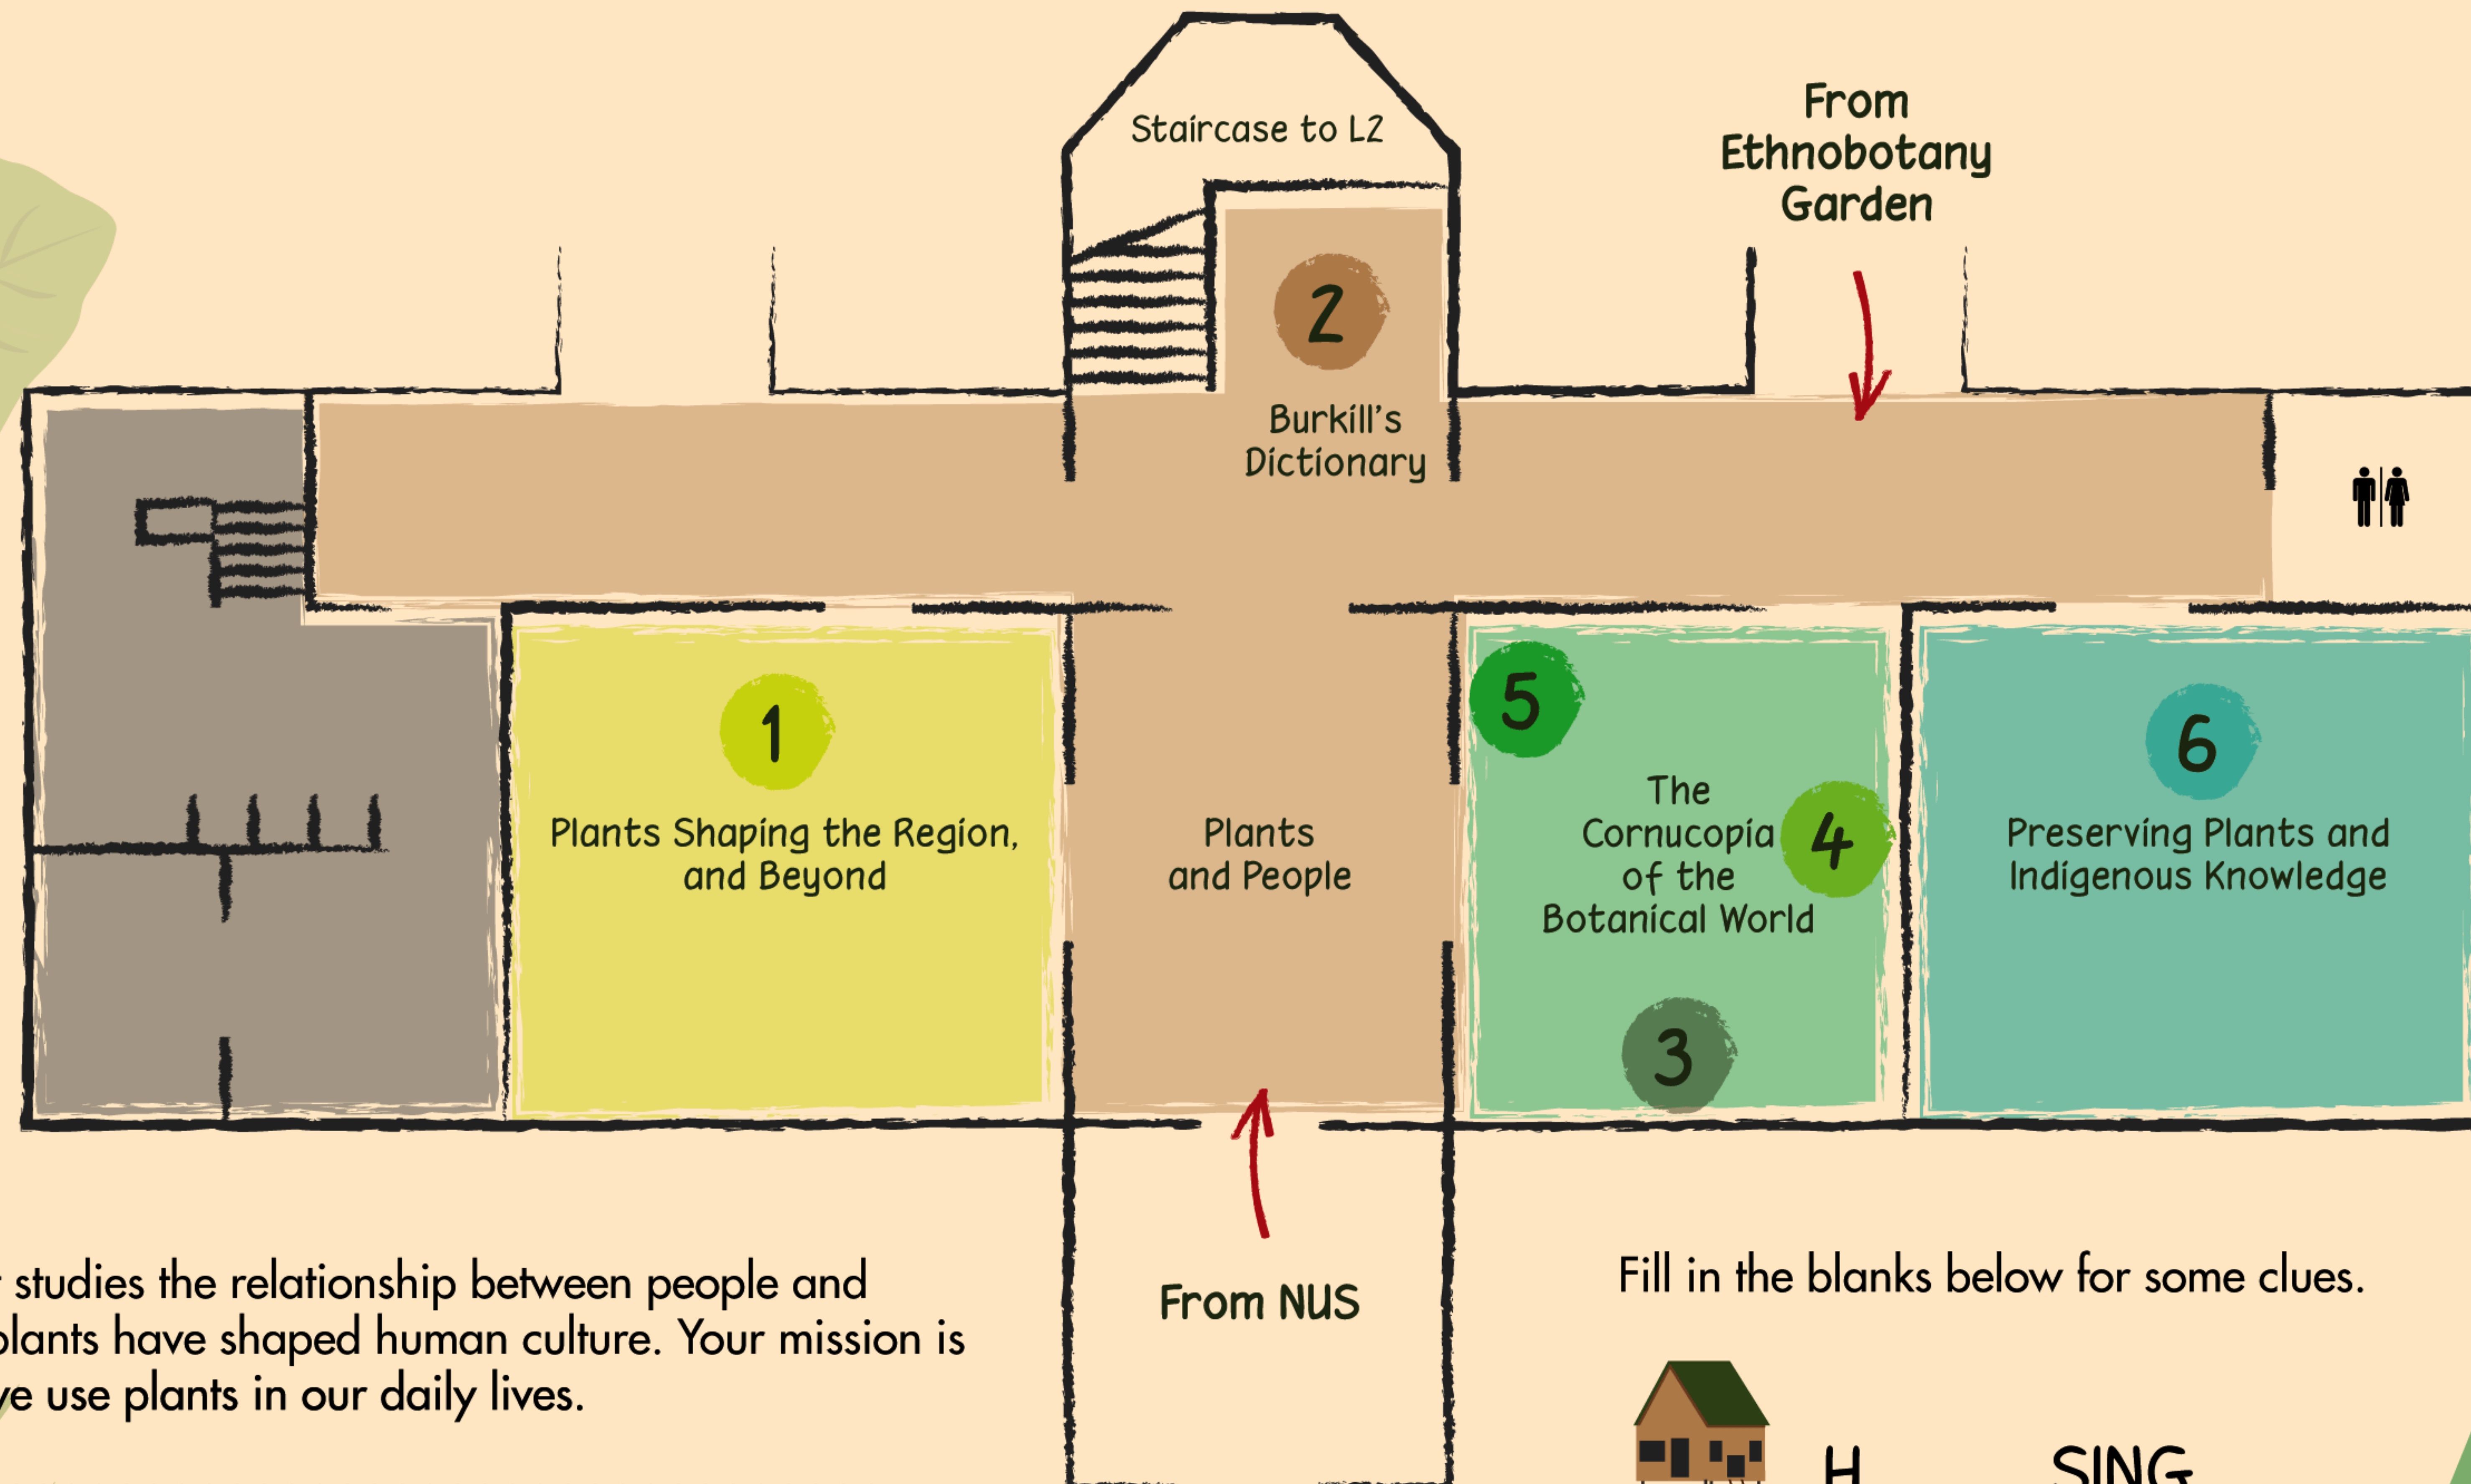 Staircase to L2
From
Ethnobotany
Garden
2
Burkill's
Dictionary
1
Plants Shaping the Region,
and Beyond
Plants
and People
5
The
Cornucopia
of the
Botanical World
4
3
6
Preserving Plants and
Indigenous Knowledge
From NUS
studies the relationship between people and
plants have shaped human culture. Your mission is
use plants in our daily lives.
Fill in the blanks below for some clues.
H SING